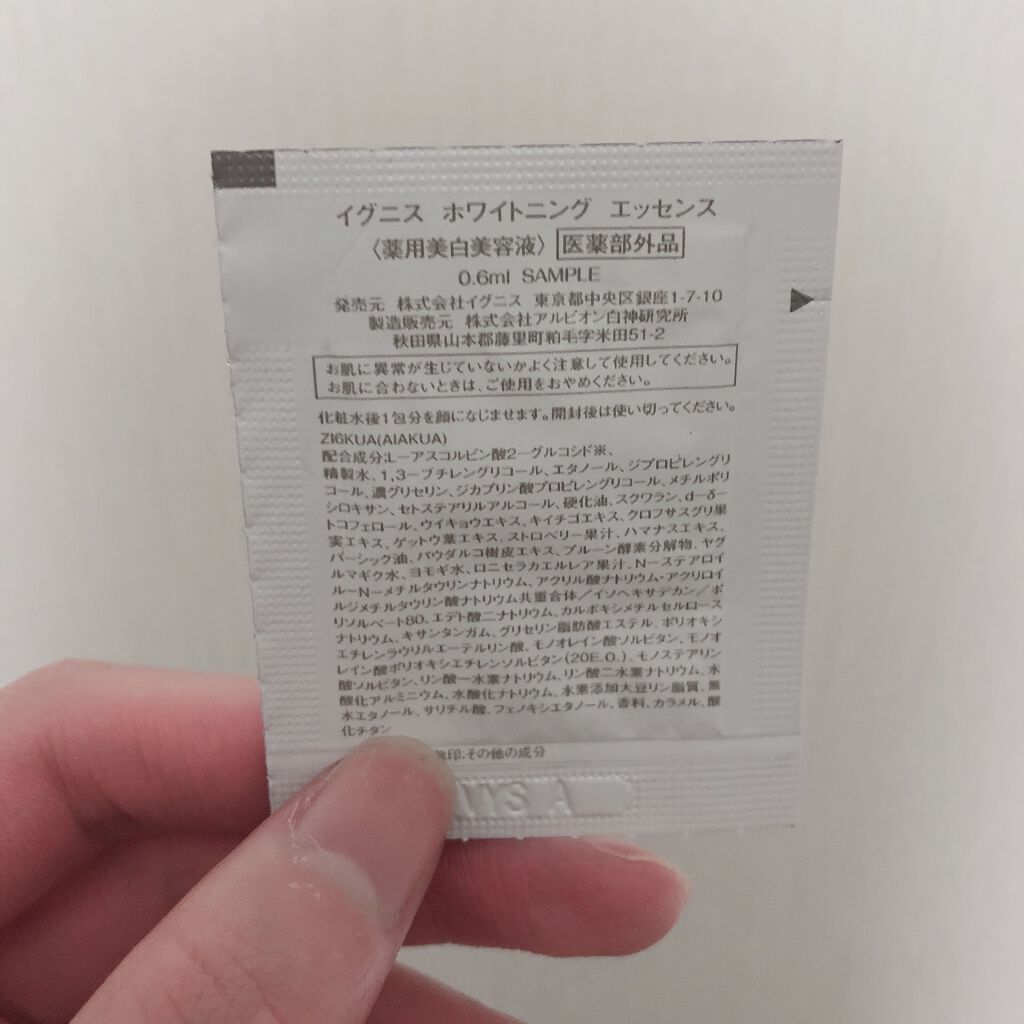 イグニス ホワイトニング エッセンス
〈薬用美白美容液〉 医薬部外品
0.6ml SAMPLE
発売元 株式会社イグニス 東京都中央区銀座1-7-10
製造販売元 株式会社アルビオン白神研究所
秋田県山本郡藤里町粕毛字米田51-2
お肌に異常が生じていないかよく注意して使用してください。
お肌に合わないときは、ご使用をおやめください。
化粧水後1包分を顔になじませます。開封後は使い切ってください。
ZI6KUA(AIAKUA)
配合成分:L－アスコルビン酸2－グルコシド※、
精製水、1,3－ブチレングリコール、エタノール、ジプロピレングリ
コール、濃グリセリン、ジカプリン酸プロピレングリコール、メチルポリ
シロキサン、セトステアリルアルコール、硬化油、スクワラン、d－δ－
トコフェロール、ウイキョウエキス、キイチゴエキス、クロフサスグリ果
実エキス、ゲットウ葉エキス、ストロベリー果汁、ハマナスエキス、
パーシック油、パウダルコ樹皮エキス、プルーン酵素分解物、ヤグ
ルマギク水、ヨモギ水、ロニセラカエルレア果汁、N－ステアロイ
ル－N－メチルタウリンナトリウム、アクリル酸ナトリウム・アクリロイ
ルジメチルタウリン酸ナトリウム共重合体／イソヘキサデカン／ポ
リソルベート80、エデト酸二ナトリウム、カルボキシメチルセルロース
ナトリウム、キサンタンガム、グリセリン脂肪酸エステル、ポリオキシ
エチレンラウリルエーテルリン酸、モノオレイン酸ソルビタン、モノオ
レイン酸ポリオキシエチレンソルビタン(20E.O.)、モノステアリン
酸ソルビタン、リン酸一水素ナトリウム、リン酸二水素ナトリウム、水
酸化アルミニウム、水酸化ナトリウム、水素添加大豆リン脂質、無
水エタノール、サリチル酸、フェノキシエタノール、香料、カラメル、酸
化チタン
無印:その他の成分
VYS A